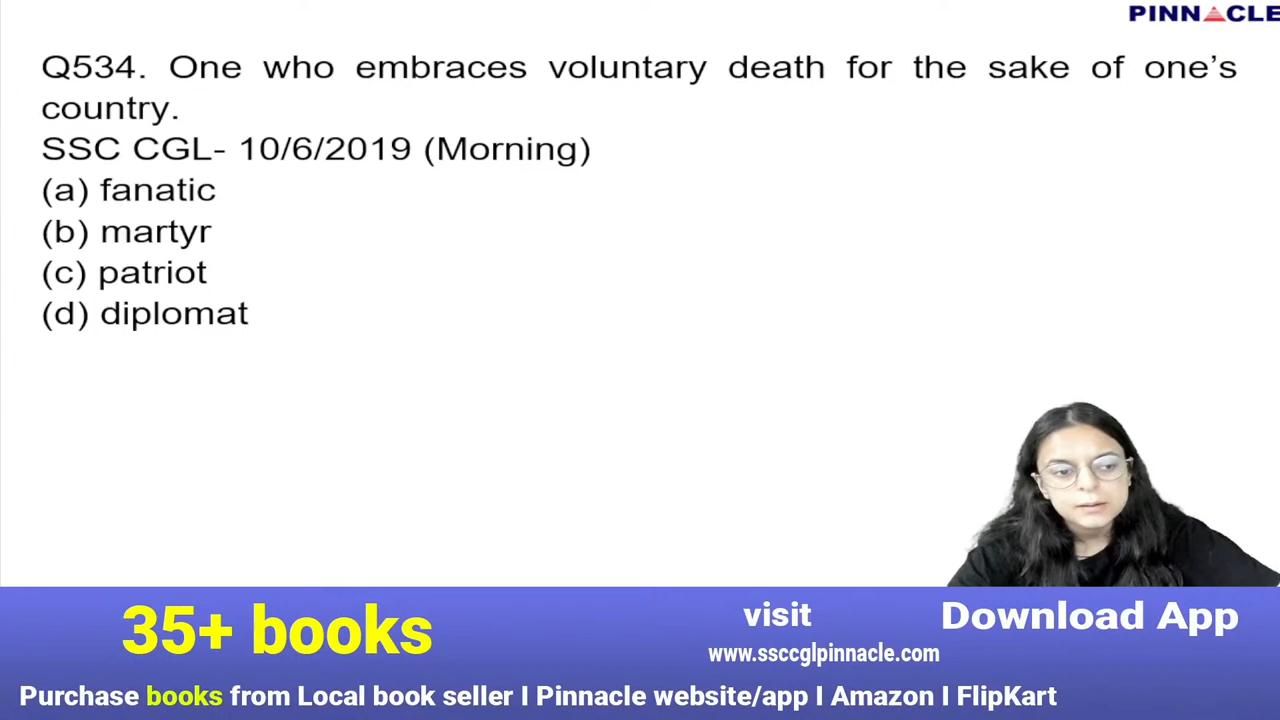 PINNACLE
Q534. One who embraces voluntary death for the sake of one’s
country.
SSC CGL- 10/6/2019 (Morning)
(a) fanatic
(b) martyr
(c) patriot
(d) diplomat
35+ books
visit
www.ssccglpinnacle.com
Download App
Purchase books from Local book seller I Pinnacle website/app I Amazon I FlipKart